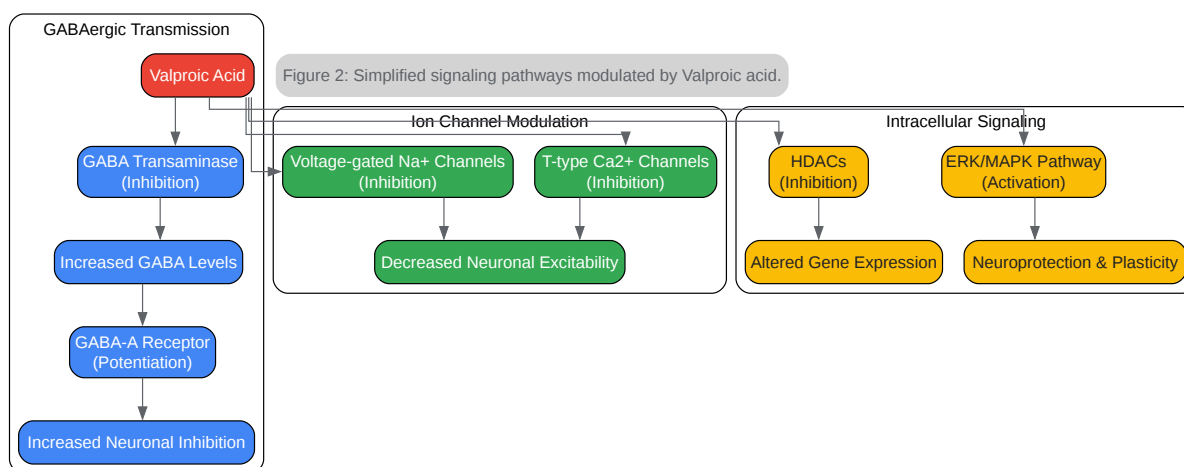 GABAergic Transmission
Valproic Acid
Figure 2: Simplified signaling pathways modulated by Valproic acid.
Ion Channel Modulation
Intracellular Signaling
GABA Transaminase
(Inhibition)
Voltage-gated Na+ Channels
(Inhibition)
T-type Ca2+ Channels
(Inhibition)
HDACs
(Inhibition)
ERK/MAPK Pathway
(Activation)
Increased GABA Levels
Decreased Neuronal Excitability
Altered Gene Expression
Neuroprotection & Plasticity
GABA-A Receptor
(Potentiation)
Increased Neuronal Inhibition